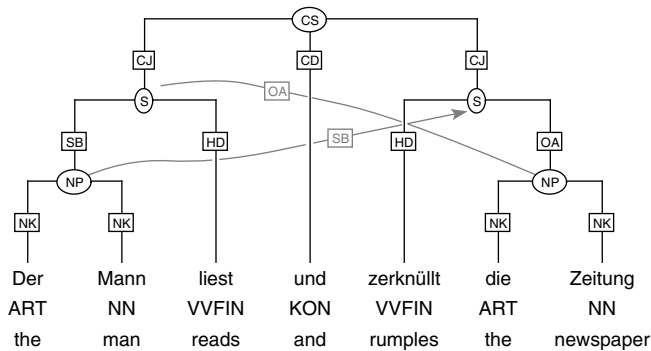 CS
CJ CD CJ
S OA S
SB HD SB HD OA
NP NP
NK NK NK NK
Der Mann liest und zerknüllt die Zeitung
ART NN VVFIN KON VVFIN ART NN
the man reads and rumples the newspaper